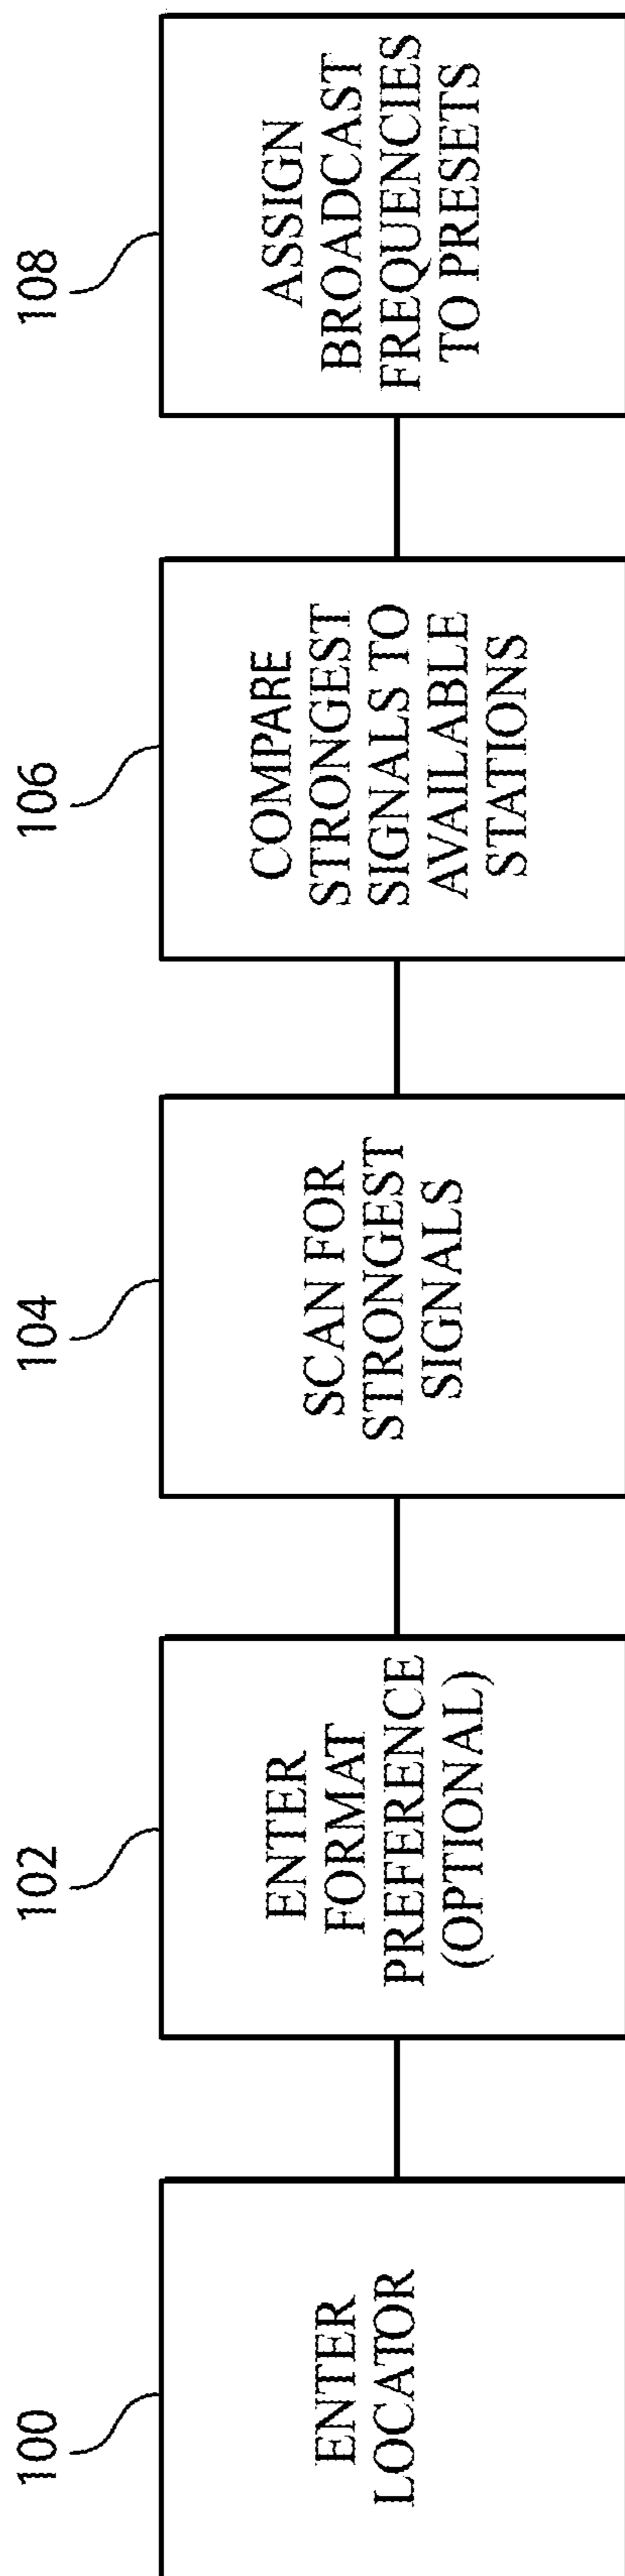 100
ENTER
LOCATOR
102
ENTER
FORMAT
PREFERENCE
(OPTIONAL)
104
SCAN FOR
STRONGEST
SIGNALS
106
COMPARE
STRONGEST
SIGNALS TO
AVAILABLE
STATIONS
108
ASSIGN
BROADCAST
FREQUENCIES
TO PRESETS